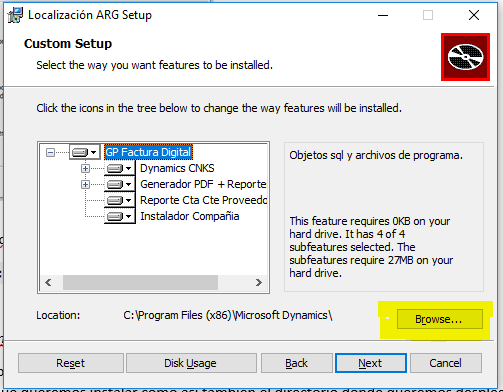 Localización ARG Setup
Custom Setup
Select the way you want features to be installed.
Click the icons in the tree below to change the way features will be installed.
GP Factura Digital
Dynamics CNKS
Generador PDF + Reporte
Reporte Cta Cte Proveedo
Instalador Compañia
Objetos sql y archivos de programa.
This feature requires 0KB on your
hard drive. It has 4 of 4
subfeatures selected. The
subfeatures require 27MB on your
hard drive.
Location: C:\Program Files (x86)\Microsoft Dynamics\
Browse...
Reset Disk Usage Back Next Cancel